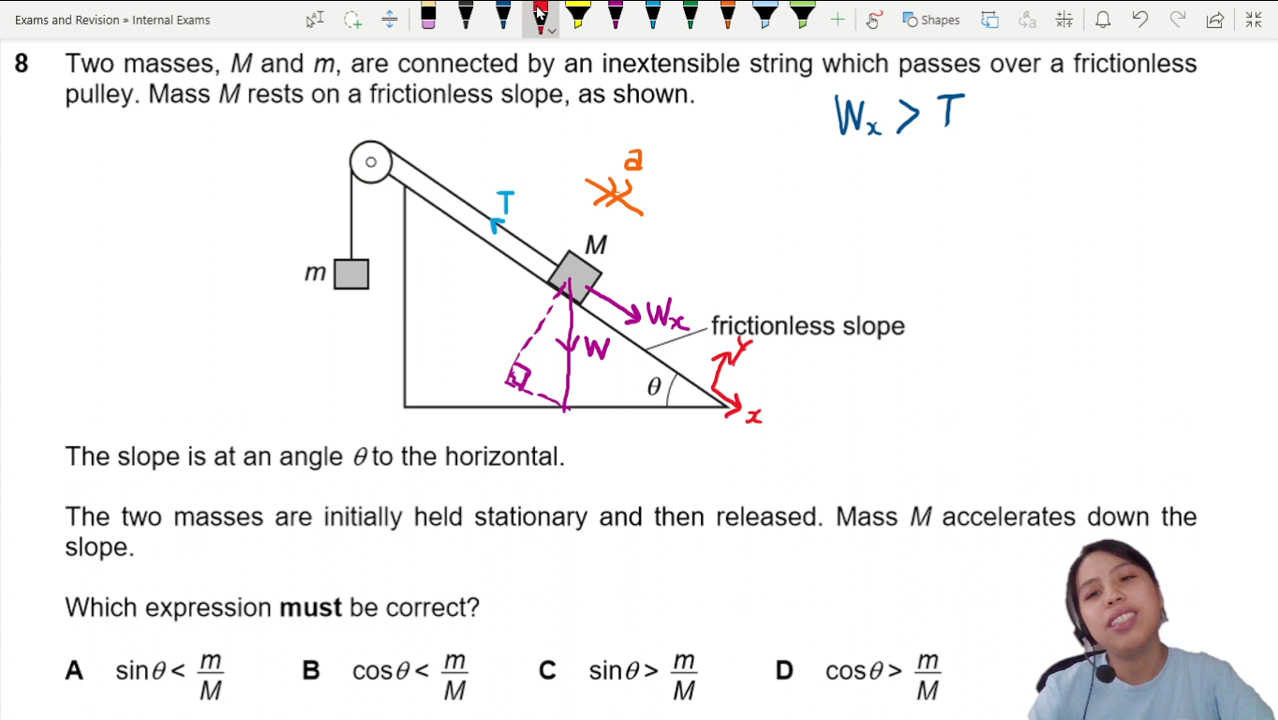 Exams and Revision » Internal Exams
Shapes
8 Two masses, M and m, are connected by an inextensible string which passes over a frictionless
pulley. Mass M rests on a frictionless slope, as shown.
Wx > T
a
T
M
m
Wx
frictionless slope
W
Y
θ
x
The slope is at an angle θ to the horizontal.
The two masses are initially held stationary and then released. Mass M accelerates down the
slope.
Which expression must be correct?
A sinθ < m/M B cosθ < m/M C sinθ > m/M D cosθ > m/M